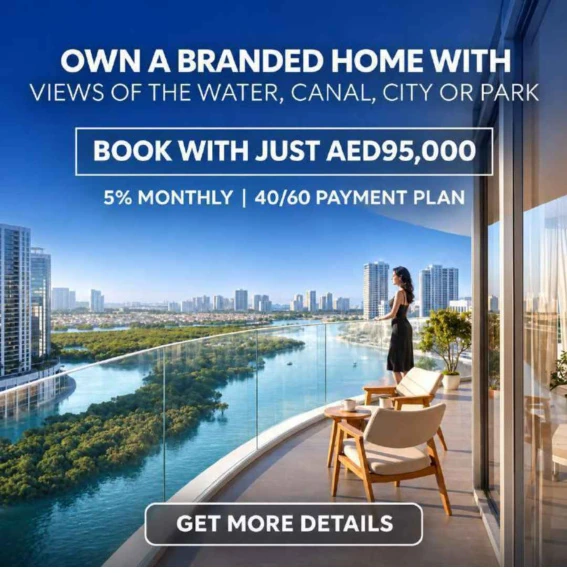 OWN A BRANDED HOME WITH
VIEWS OF THE WATER, CANAL, CITY OR PARK
BOOK WITH JUST AED95,000
5% MONTHLY | 40/60 PAYMENT PLAN
GET MORE DETAILS